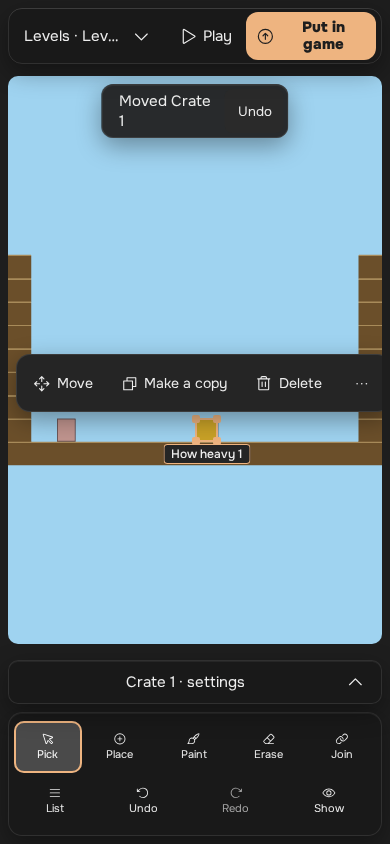 Levels · Lev...
Play
Put in
game
Moved Crate
1
Undo
Move
Make a copy
Delete
...
How heavy 1
Crate 1 · settings
Pick
Place
Paint
Erase
Join
List
Undo
Redo
Show